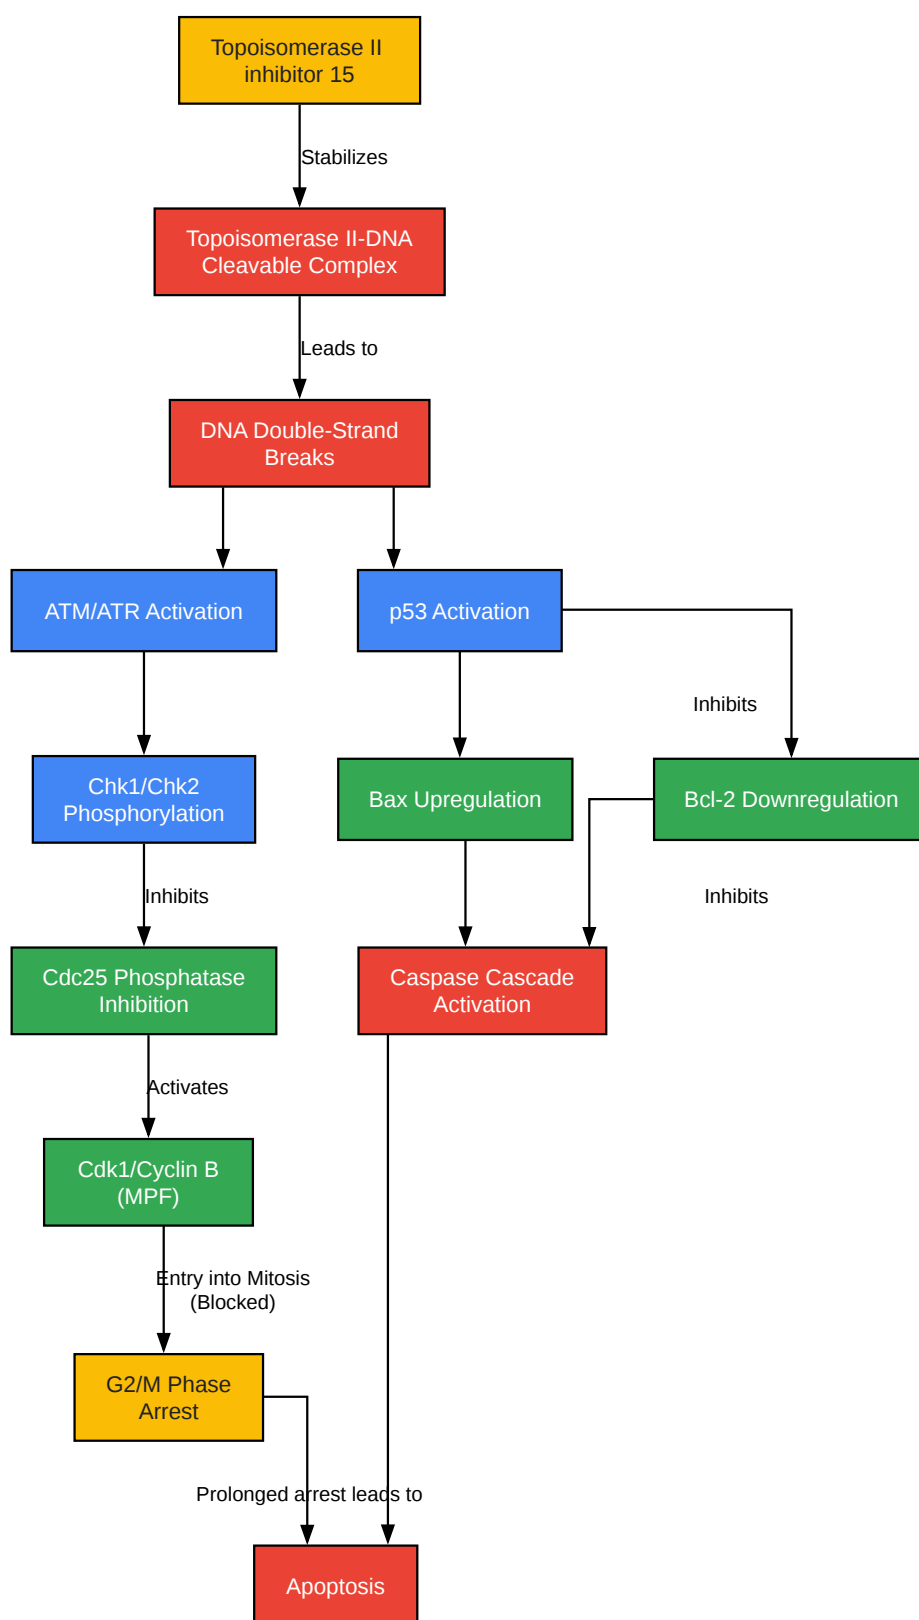 Topoisomerase II
inhibitor 15
Stabilizes
Topoisomerase II-DNA
Cleavable Complex
Leads to
DNA Double-Strand
Breaks
ATM/ATR Activation
p53 Activation
Inhibits
Chk1/Chk2
Phosphorylation
Bax Upregulation
Bcl-2 Downregulation
Inhibits
Inhibits
Cdc25 Phosphatase
Inhibition
Caspase Cascade
Activation
Activates
Cdk1/Cyclin B
(MPF)
Entry into Mitosis
(Blocked)
G2/M Phase
Arrest
Prolonged arrest leads to
Apoptosis